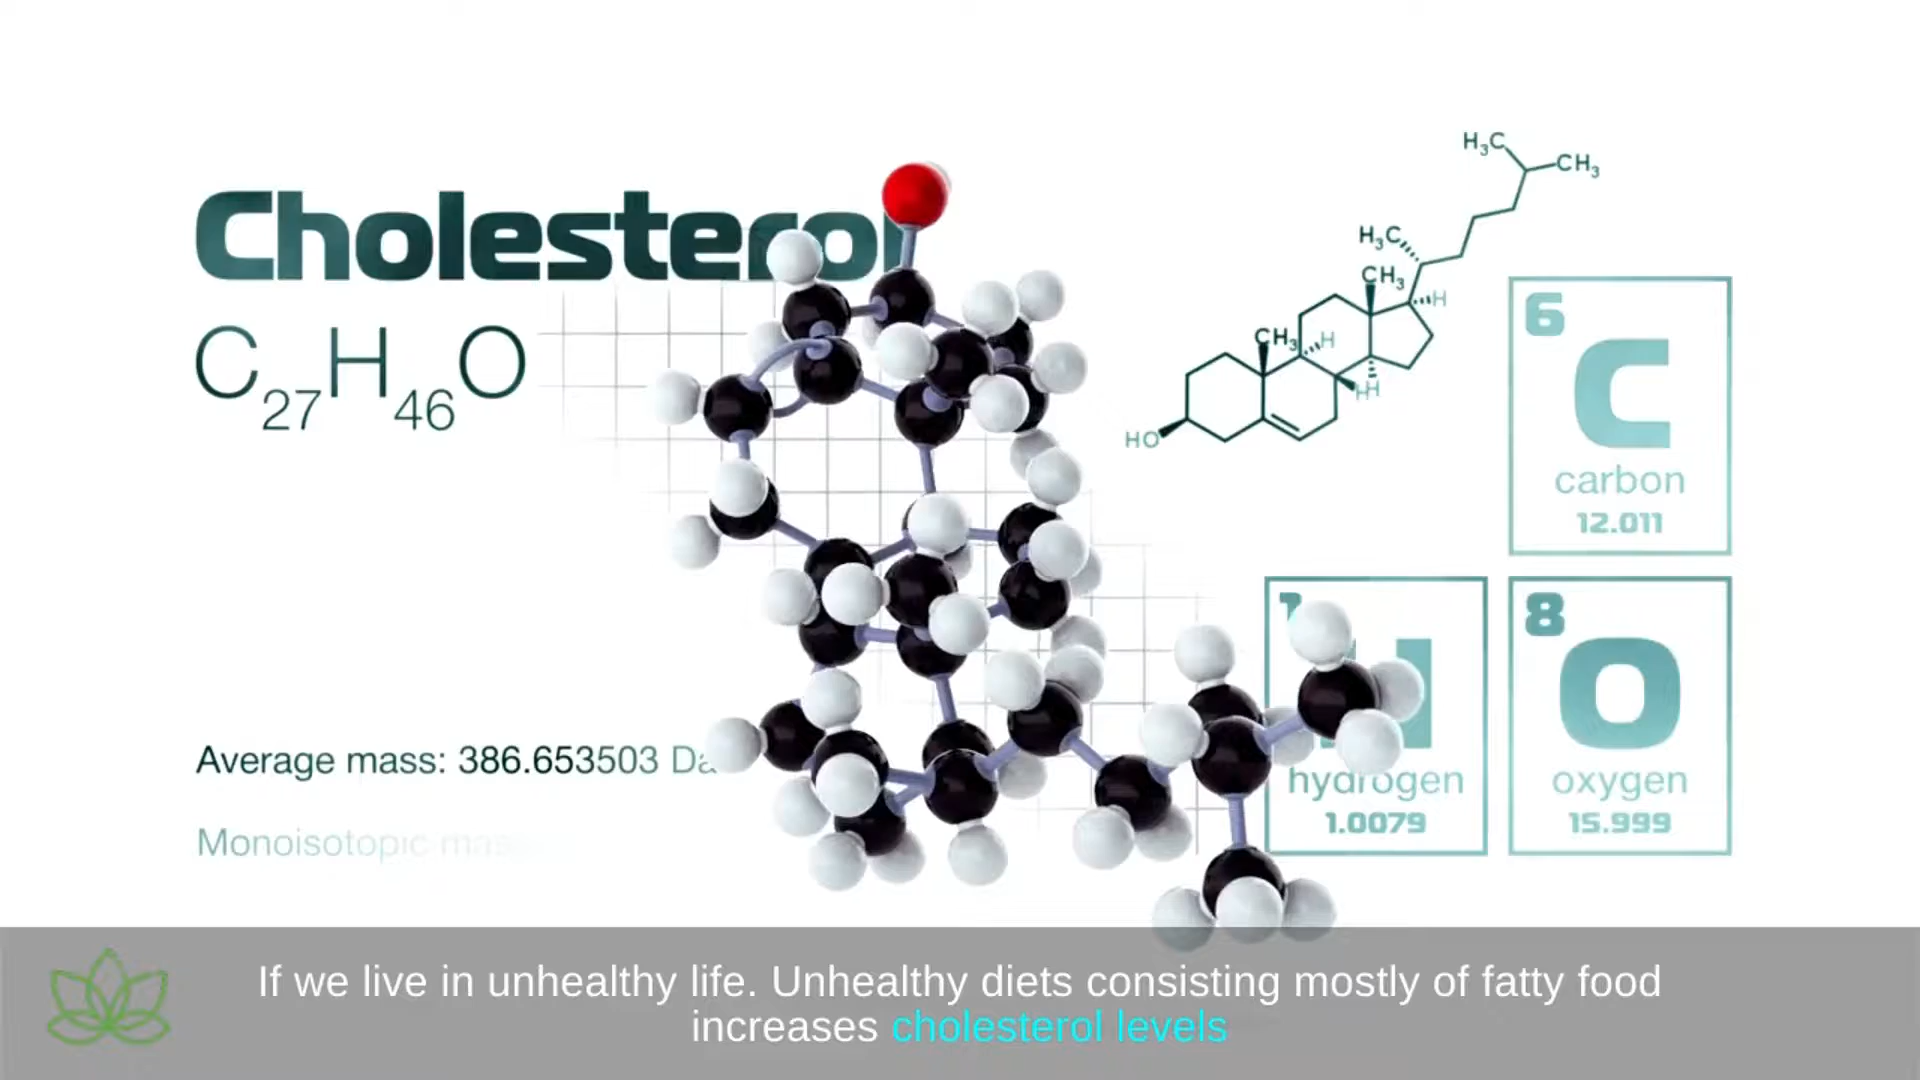 Cholesterol
C27H46O
Average mass: 386.653503 Da
Monoisotopic mas
H3C
CH3
H3C
CH3
H
CH3
H
H
H
HO
6
C
carbon
12.011
1
H
hydrogen
1.0079
8
O
oxygen
15.999
If we live in unhealthy life. Unhealthy diets consisting mostly of fatty food
increases cholesterol levels